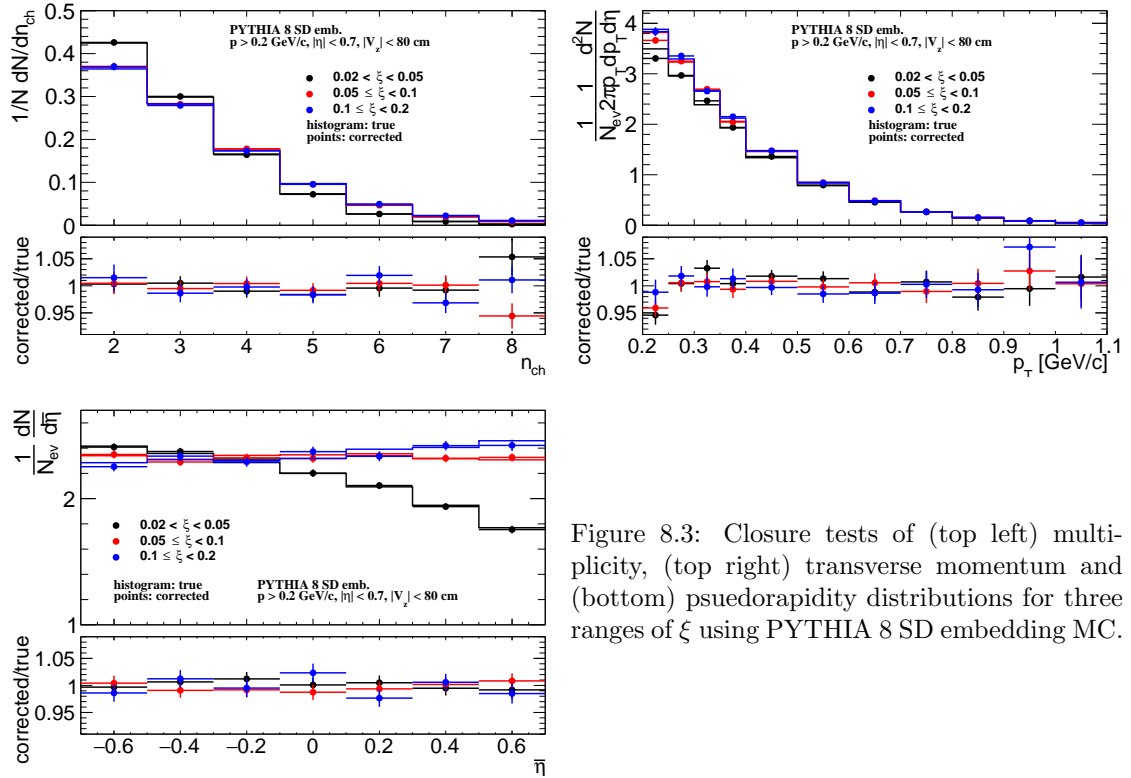 1/N dN/dn_ch
0.5
0.4
0.3
0.2
0.1
0
PYTHIA 8 SD emb.
p > 0.2 GeV/c, |η| < 0.7, |V_z| < 80 cm
0.02 < ξ < 0.05
0.05 ≤ ξ < 0.1
0.1 ≤ ξ < 0.2
histogram: true
points: corrected
corrected/true
1.05
1
0.95
2 3 4 5 6 7 8
n_ch
1/N_ev 1/2πp_T d²N/dp_T dη
4
3
2
1
0
PYTHIA 8 SD emb.
p > 0.2 GeV/c, |η| < 0.7, |V_z| < 80 cm
0.02 < ξ < 0.05
0.05 ≤ ξ < 0.1
0.1 ≤ ξ < 0.2
histogram: true
points: corrected
corrected/true
1.05
1
0.95
0.2 0.3 0.4 0.5 0.6 0.7 0.8 0.9 1 1.1
p_T [GeV/c]
1/N_ev dN/dη̅
2
1
0.02 < ξ < 0.05
0.05 ≤ ξ < 0.1
0.1 ≤ ξ < 0.2
histogram: true
points: corrected
PYTHIA 8 SD emb.
p > 0.2 GeV/c, |η| < 0.7, |V_z| < 80 cm
corrected/true
1.05
1
0.95
−0.6 −0.4 −0.2 0 0.2 0.4 0.6
η̅
Figure 8.3: Closure tests of (top left) multi-
plicity, (top right) transverse momentum and
(bottom) psuedorapidity distributions for three
ranges of ξ using PYTHIA 8 SD embedding MC.